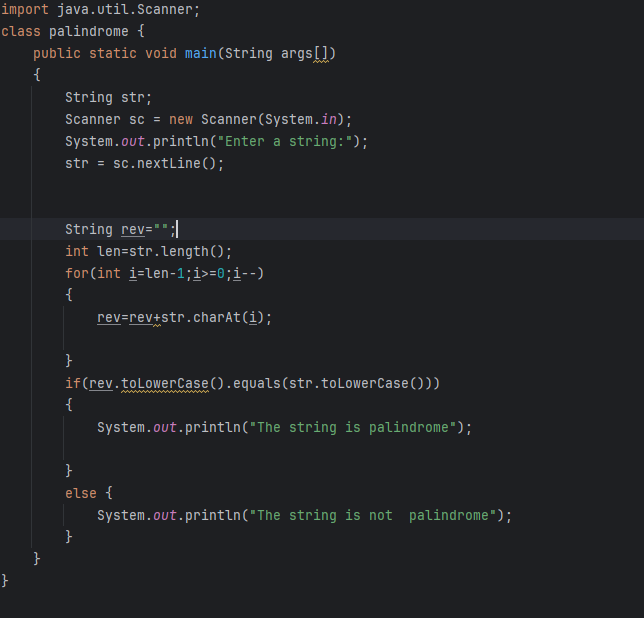 import java.util.Scanner;
class palindrome {
    public static void main(String args[])
    {
        String str;
        Scanner sc = new Scanner(System.in);
        System.out.println("Enter a string:");
        str = sc.nextLine();
        String rev="";
        int len=str.length();
        for(int i=len-1;i>=0;i--)
        {
            rev=rev+str.charAt(i);
        }
        if(rev.toLowerCase().equals(str.toLowerCase()))
        {
            System.out.println("The string is palindrome");
        }
        else {
            System.out.println("The string is not  palindrome");
        }
    }
}